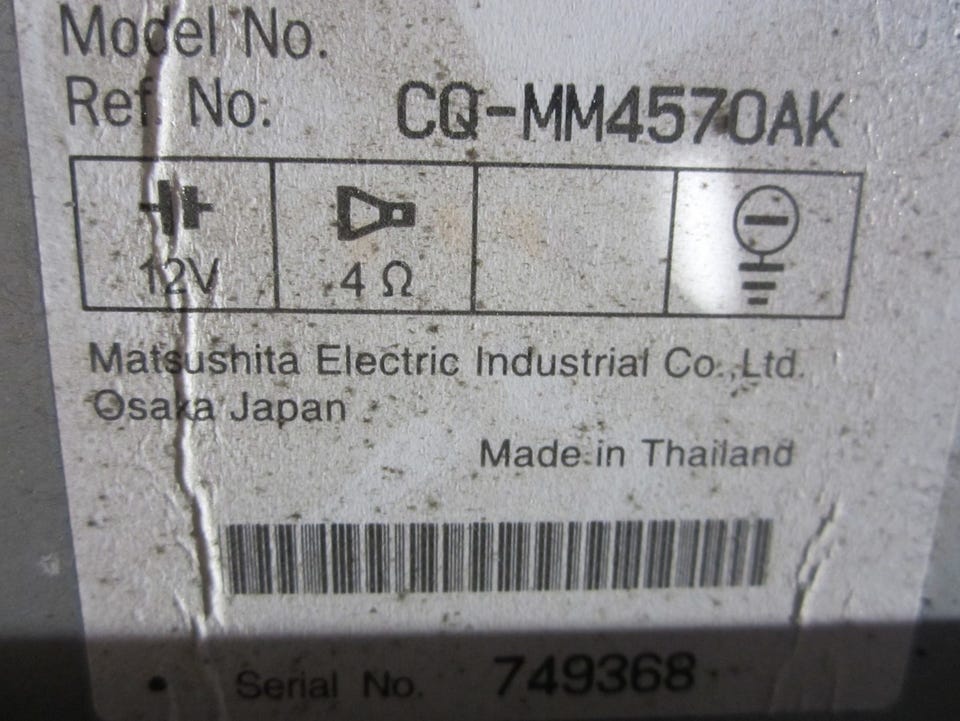 Model No.
Ref. No: CQ-MM4570AK
12V 4 Ω
Matsushita Electric Industrial Co.,Ltd.
Osaka Japan
Made in Thailand
Serial No. 749368